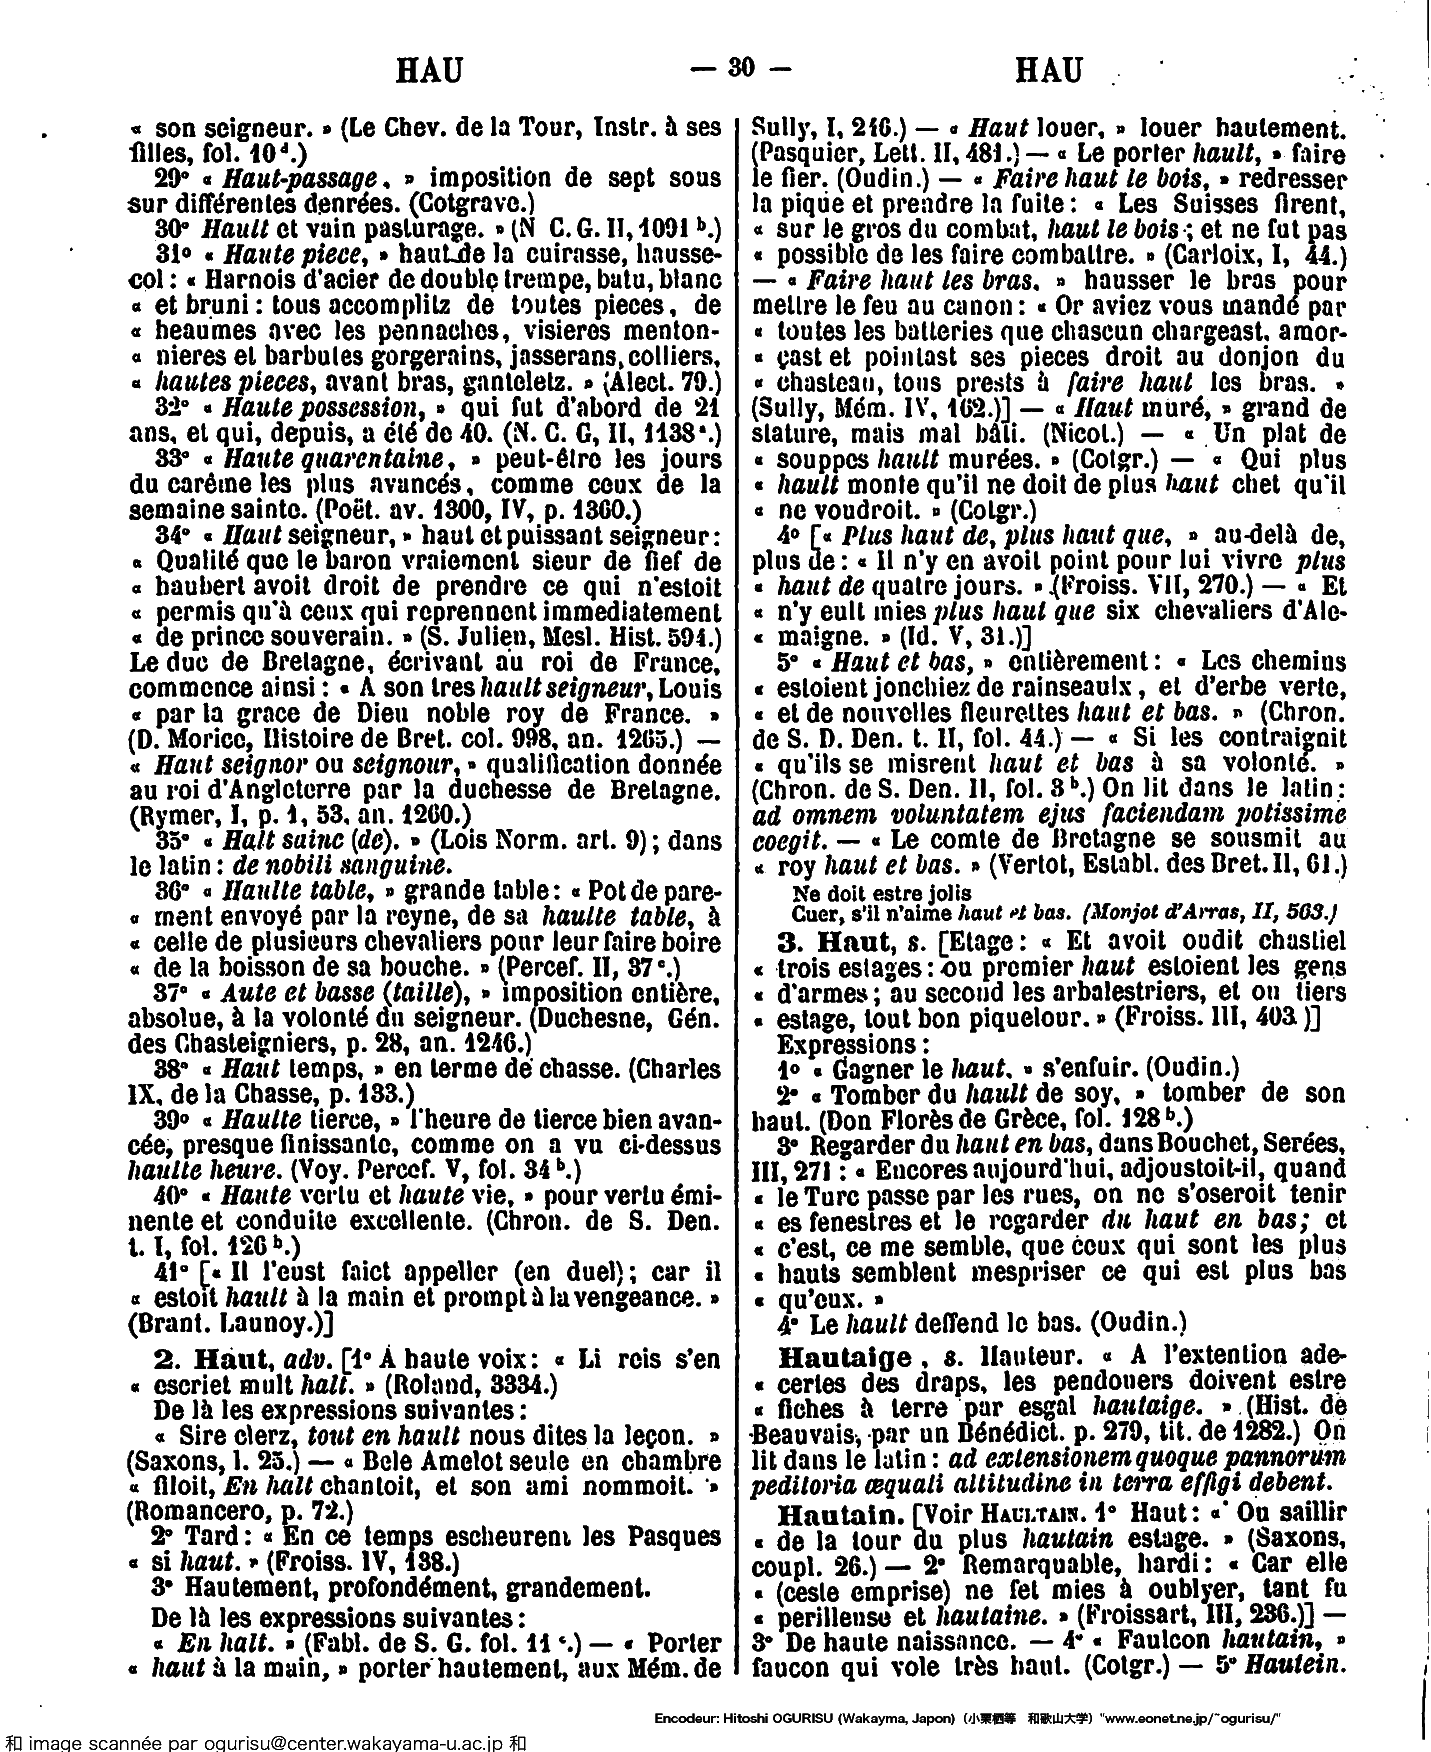 HAU — 30 — HAU
« son seigneur. » (Le Chev. de la Tour, Instr. à ses
filles, fol. 10ᵈ.)
29° « Haut-passage, » imposition de sept sous
sur différentes denrées. (Cotgrave.)
30° Hault et vain pasturage. » (N C. G. II, 1091 ᵇ.)
31° « Haute piece, » haut de la cuirasse, hausse-
col : « Harnois d'acier de double trempe, batu, blanc
« et bruni : tous accomplitz de toutes pieces, de
« heaumes avec les pennaches, visieres menton-
« nieres et barbutes gorgerains, jasserans, colliers,
« hautes pieces, avant bras, ganteletz. » (Alect. 79.)
32° « Haute possession, » qui fut d'abord de 21
ans, et qui, depuis, a été de 40. (N. C. G, II, 1138ᵃ.)
33° « Haute quarentaine, » peut-être les jours
du carême les plus avancés, comme ceux de la
semaine sainte. (Poët. av. 1300, IV, p. 1360.)
34° « Haut seigneur, » haut et puissant seigneur :
« Qualité que le baron vraiement sieur de fief de
« haubert avoit droit de prendre ce qui n'estoit
« permis qu'à ceux qui reprennent immediatement
« de prince souverain. » (S. Julien, Mesl. Hist. 594.)
Le duc de Bretagne, écrivant au roi de France,
commence ainsi : « A son tres hault seigneur, Louis
« par la grace de Dieu noble roy de France. »
(D. Morice, Histoire de Bret. col. 998, an. 1265.) —
« Haut seignor ou seignour, » qualification donnée
au roi d'Angleterre par la duchesse de Bretagne.
(Rymer, I, p. 1, 53, an. 1260.)
35° « Halt sainc (de). » (Lois Norm. art. 9) ; dans
le latin : de nobili sanguine.
36° « Haulte table, » grande table : « Pot de pare-
« ment envoyé par la reyne, de sa haulte table, à
« celle de plusieurs chevaliers pour leur faire boire
« de la boisson de sa bouche. » (Percef. II, 37ᶜ.)
37° « Aute et basse (taille), » imposition entière,
absolue, à la volonté du seigneur. (Duchesne, Gén.
des Chasteigniers, p. 28, an. 1246.)
38° « Haut temps, » en terme de chasse. (Charles
IX, de la Chasse, p. 133.)
39° « Haulte tierce, » l'heure de tierce bien avan-
cée, presque finissante, comme on a vu ci-dessus
haulte heure. (Voy. Percef. V, fol. 34 ᵇ.)
40° « Haute vertu et haute vie, » pour vertu émi-
nente et conduite excellente. (Chron. de S. Den.
t. I, fol. 126 ᵇ.)
41° [« Il l'eust faict appeller (en duel) ; car il
« estoit hault à la main et prompt à la vengeance. »
(Brant. Launoy.)]
2. Haut, adv. [1° A haute voix : « Li reis s'en
« escriet mult halt. » (Roland, 3334.)
De là les expressions suivantes :
« Sire clerz, tout en hault nous dites la leçon. »
(Saxons, l. 25.) — « Bele Amelot seule en chambre
« filoit, En halt chantoit, et son ami nommoit. »
(Romancero, p. 72.)
2° Tard : « En ce temps escheurent les Pasques
« si haut. » (Froiss. IV, 138.)
3° Hautement, profondément, grandement.
De là les expressions suivantes :
« En halt. » (Fabl. de S. G. fol. 11 ᶜ.) — « Porter
« haut à la main, » porter hautement, aux Mém. de
Sully, I, 246.) — « Haut louer, » louer hautement.
(Pasquier, Lett. II, 481.) — « Le porter hault, » faire
le fier. (Oudin.) — « Faire haut le bois, » redresser
la pique et prendre la fuite : « Les Suisses firent,
« sur le gros du combat, haut le bois ; et ne fut pas
« possible de les faire combattre. » (Carloix, I, 44.)
— « Faire haut les bras, » hausser le bras pour
mettre le feu au canon : « Or aviez vous mandé par
« toutes les batteries que chascun chargeast, amor-
« çast et pointast ses pieces droit au donjon du
« chasteau, tous prests à faire haut les bras. »
(Sully, Mém. IV, 162.)] — « Haut muré, » grand de
stature, mais mal bâti. (Nicot.) — « Un plat de
« souppes hault murées. » (Cotgr.) — « Qui plus
« hault monte qu'il ne doit de plus haut chet qu'il
« ne voudroit. » (Cotgr.)
4° [« Plus haut de, plus haut que, » au-delà de,
plus de : « Il n'y en avoit point pour lui vivre plus
« haut de quatre jours. » (Froiss. VII, 270.) — « Et
« n'y eult mies plus haut que six chevaliers d'Ale-
« maigne. » (Id. V, 31.)]
5° « Haut et bas, » entièrement : « Les chemins
« estoient jonchiez de rainseaulx, et d'erbe verte,
« et de nouvelles fleurettes haut et bas. » (Chron.
de S. D. Den. t. II, fol. 44.) — « Si les contraignit
« qu'ils se misrent haut et bas à sa volonté. »
(Chron. de S. Den. II, fol. 3 ᵇ.) On lit dans le latin :
ad omnem voluntatem ejus faciendam potissime
coegit. — « Le comte de Bretagne se sousmit au
« roy haut et bas. » (Vertot, Establ. des Bret. II, 61.)
Ne doit estre jolis
Cuer, s'il n'aime haut et bas. (Monjot d'Arras, II, 563.)
3. Haut, s. [Etage : « Et avoit oudit chastiel
« trois estages : ou premier haut estoient les gens
« d'armes ; au second les arbalestriers, et ou tiers
« estage, tout bon piquelour. » (Froiss. III, 403 )]
Expressions :
1° « Gagner le haut, » s'enfuir. (Oudin.)
2° « Tomber du hault de soy, » tomber de son
haut. (Don Florès de Grèce, fol. 128 ᵇ.)
3° Regarder du haut en bas, dans Bouchet, Serées,
III, 271 : « Encores aujourd'hui, adjoustoit-il, quand
« le Turc passe par les rues, on ne s'oseroit tenir
« es fenestres et le regarder du haut en bas ; et
« c'est, ce me semble, que ceux qui sont les plus
« hauts semblent mespriser ce qui est plus bas
« qu'eux. »
4° Le hault deffend le bas. (Oudin.)
Hautaige, s. Hauteur. « A l'extention ade-
« certes des draps, les pendouers doivent estre
« fiches à terre par esgal hautaige. » (Hist. de
Beauvais, par un Bénédict. p. 279, tit. de 1282.) On
lit dans le latin : ad extensionem quoque pannorum
peditoria æquali altitudine in terra effigi debent.
Hautain. [Voir HAULTAIN. 1° Haut : « Ou saillir
« de la tour du plus hautain estage. » (Saxons,
coupl. 26.) — 2° Remarquable, hardi : « Car elle
« (ceste emprise) ne fet mies à oublyer, tant fu
« perilleuse et hautaine. » (Froissart, III, 236.)] —
3° De haute naissance. — 4° « Faulcon hautain, »
faucon qui vole très haut. (Cotgr.) — 5° Hautein.
Encodeur: Hitoshi OGURISU (Wakayma, Japon) (小栗栖等 和歌山大学) "www.eonet.ne.jp/~ogurisu/"
和 image scannée par ogurisu@center.wakayama-u.ac.jp 和